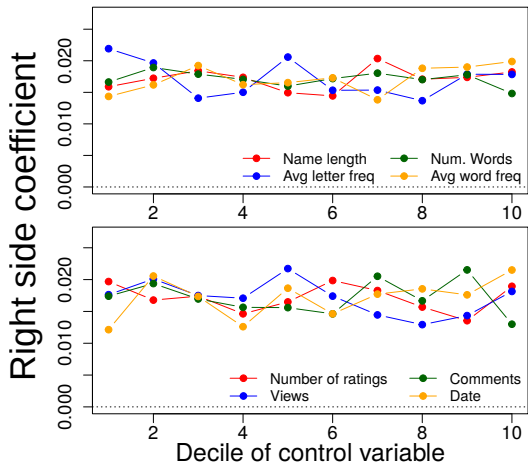 Right side coefficient
0.020
0.010
0.000
Name length
Num. Words
Avg letter freq
Avg word freq
2 4 6 8 10
0.020
0.010
0.000
Number of ratings
Comments
Views
Date
2 4 6 8 10
Decile of control variable